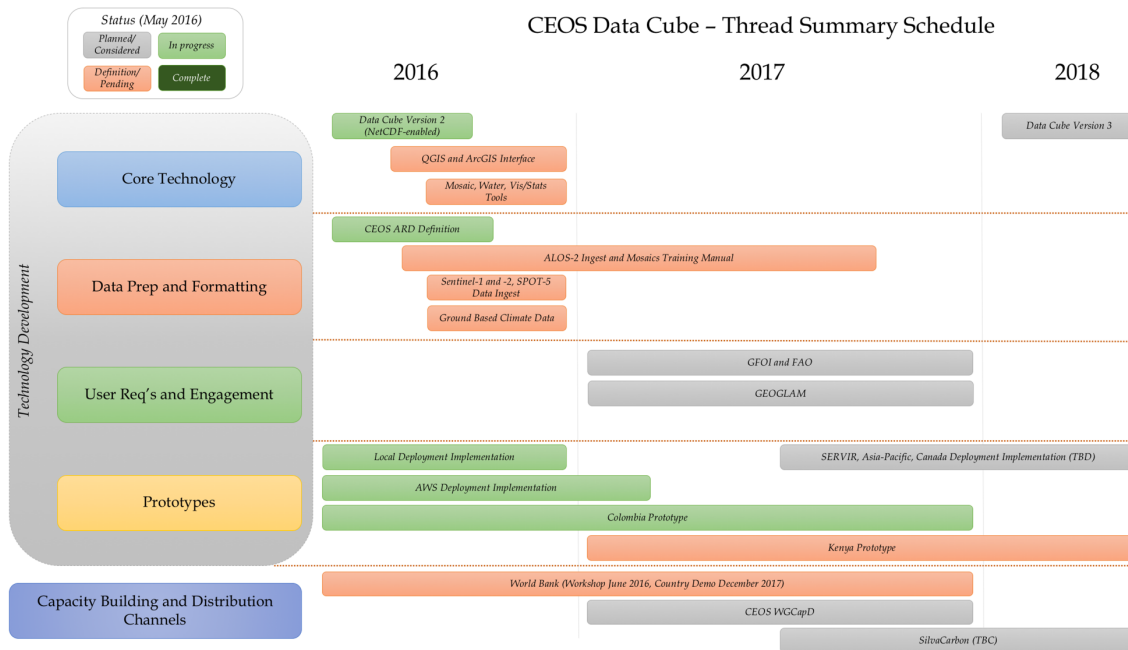 Status (May 2016)
Planned/
Considered
In progress
Definition/
Pending
Complete
CEOS Data Cube – Thread Summary Schedule
2016
2017
2018
Technology Development
Core Technology
Data Cube Version 2
(NetCDF-enabled)
Data Cube Version 3
QGIS and ArcGIS Interface
Mosaic, Water, Vis/Stats
Tools
Data Prep and Formatting
CEOS ARD Definition
ALOS-2 Ingest and Mosaics Training Manual
Sentinel-1 and -2, SPOT-5
Data Ingest
Ground Based Climate Data
User Req's and Engagement
GFOI and FAO
GEOGLAM
Prototypes
Local Deployment Implementation
SERVIR, Asia-Pacific, Canada Deployment Implementation (TBD)
AWS Deployment Implementation
Colombia Prototype
Kenya Prototype
Capacity Building and Distribution
Channels
World Bank (Workshop June 2016, Country Demo December 2017)
CEOS WGCapD
SilvaCarbon (TBC)